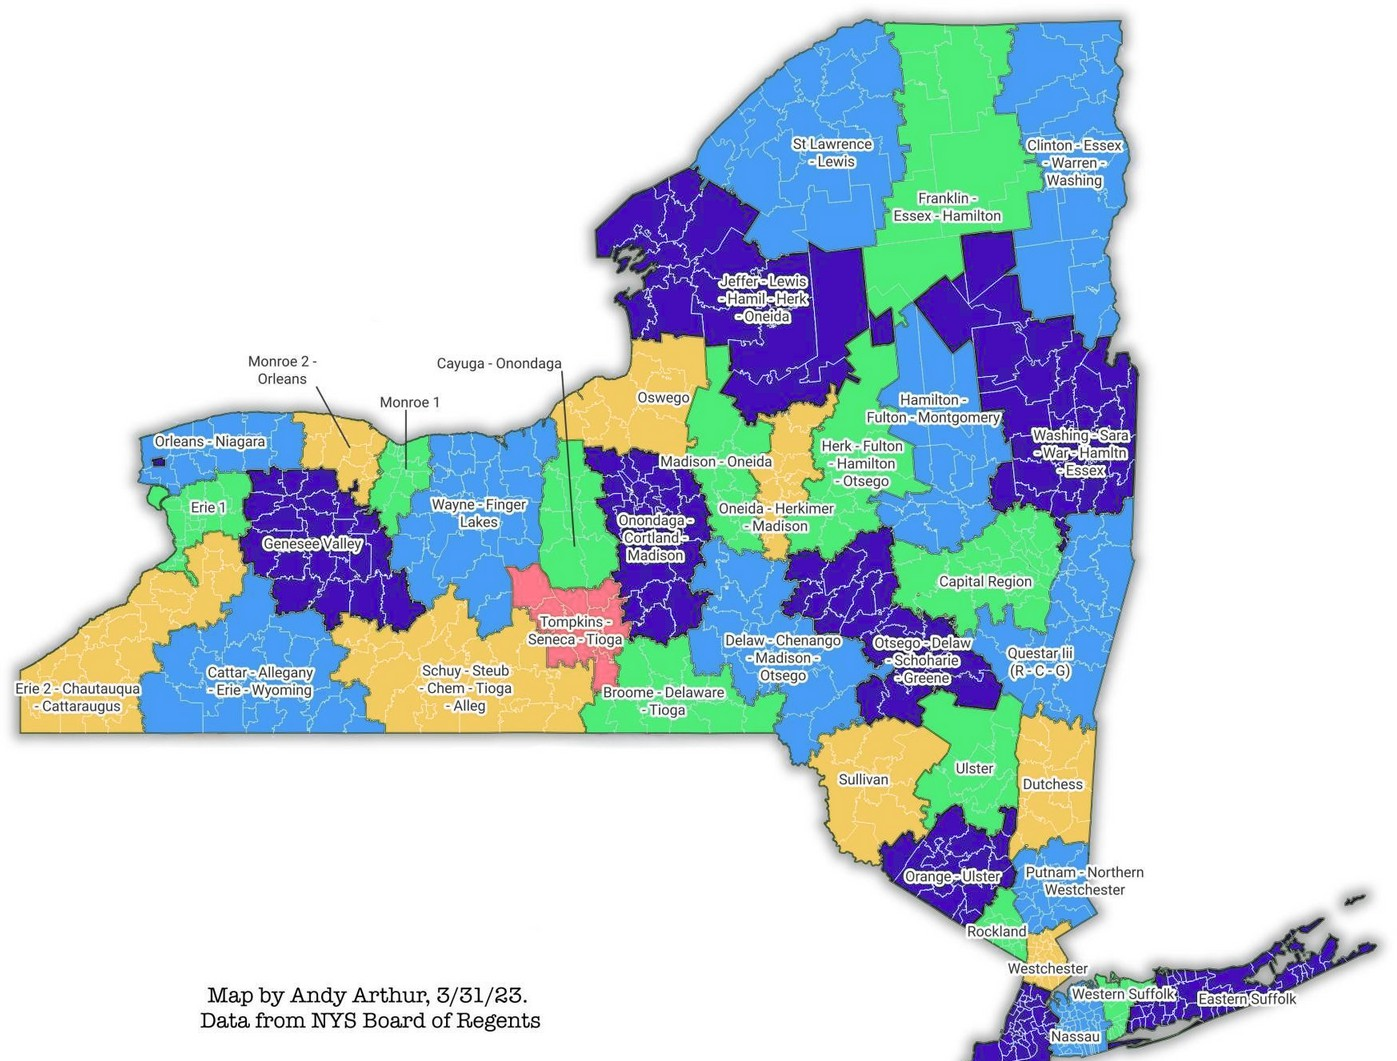 St Lawrence
- Lewis
Clinton - Essex
- Warren -
Washing
Franklin -
Essex - Hamilton
Jeffer - Lewis
- Hamil - Herk
- Oneida
Monroe 2 -
Orleans
Cayuga - Onondaga
Monroe 1
Oswego
Hamilton -
Fulton - Montgomery
Orleans - Niagara
Madison - Oneida
Herk - Fulton
- Hamilton
- Otsego
Washing - Sara
- War - Hamltn
- Essex
Erie 1
Wayne - Finger
Lakes
Oneida - Herkimer
- Madison
Genesee Valley
Onondaga -
Cortland -
Madison
Capital Region
Tompkins -
Seneca - Tioga
Delaw - Chenango
- Madison -
Otsego
Otsego - Delaw
- Schoharie
- Greene
Questar Iii
(R - C - G)
Erie 2 - Chautauqua
- Cattaraugus
Cattar - Allegany
- Erie - Wyoming
Schuy - Steub
- Chem - Tioga
- Alleg
Broome - Delaware
- Tioga
Sullivan
Ulster
Dutchess
Orange - Ulster
Putnam - Northern
Westchester
Rockland
Westchester
Western Suffolk
Eastern Suffolk
Nassau
Map by Andy Arthur, 3/31/23.
Data from NYS Board of Regents